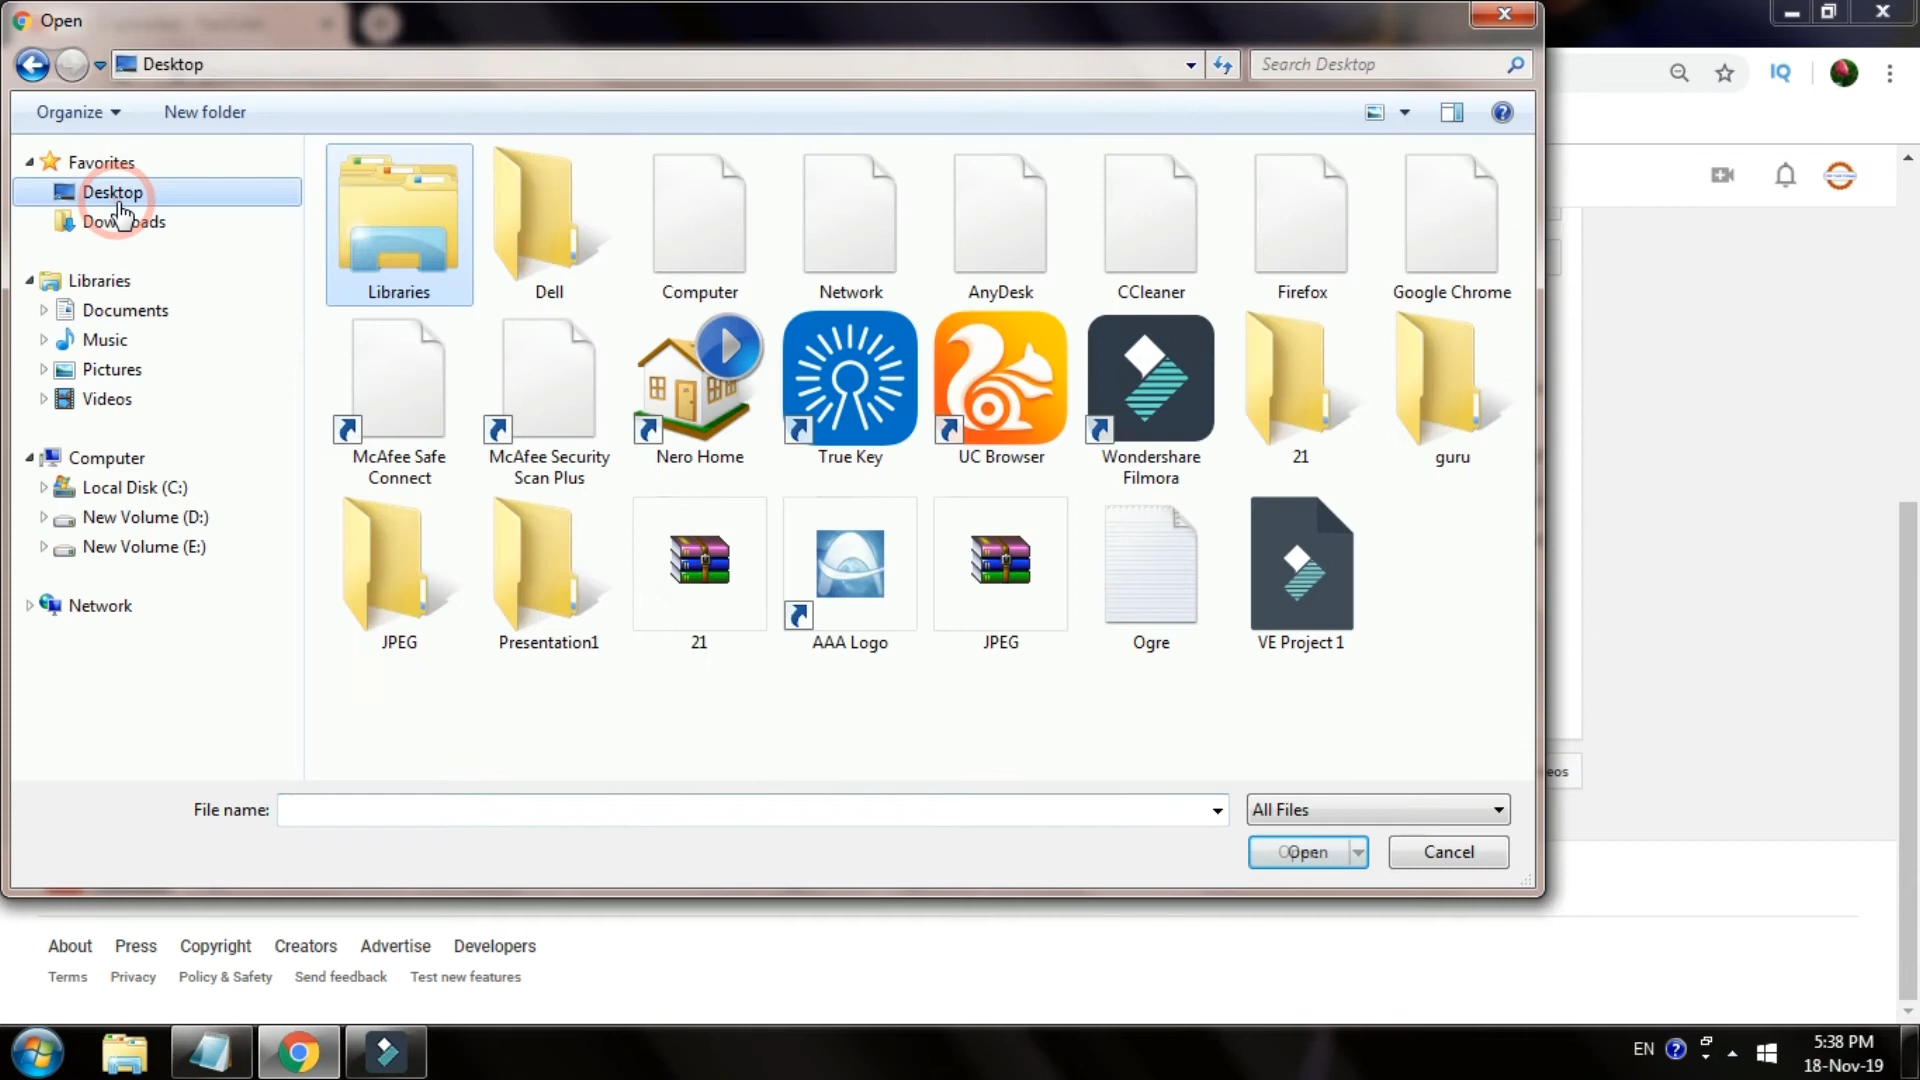 Open
Desktop
Search Desktop
IQ
Organize
New folder
Favorites
Desktop
Downloads
Libraries
Documents
Music
Pictures
Videos
Computer
Local Disk (C:)
New Volume (D:)
New Volume (E:)
Network
Libraries
Dell
Computer
Network
AnyDesk
CCleaner
Firefox
Google Chrome
McAfee Safe
Connect
McAfee Security
Scan Plus
Nero Home
True Key
UC Browser
Wondershare
Filmora
21
guru
JPEG
Presentation1
21
AAA Logo
JPEG
Ogre
VE Project 1
File name:
All Files
Open
Cancel
eos
About Press Copyright Creators Advertise Developers
Terms Privacy Policy & Safety Send feedback Test new features
EN
5:38 PM
18-Nov-19